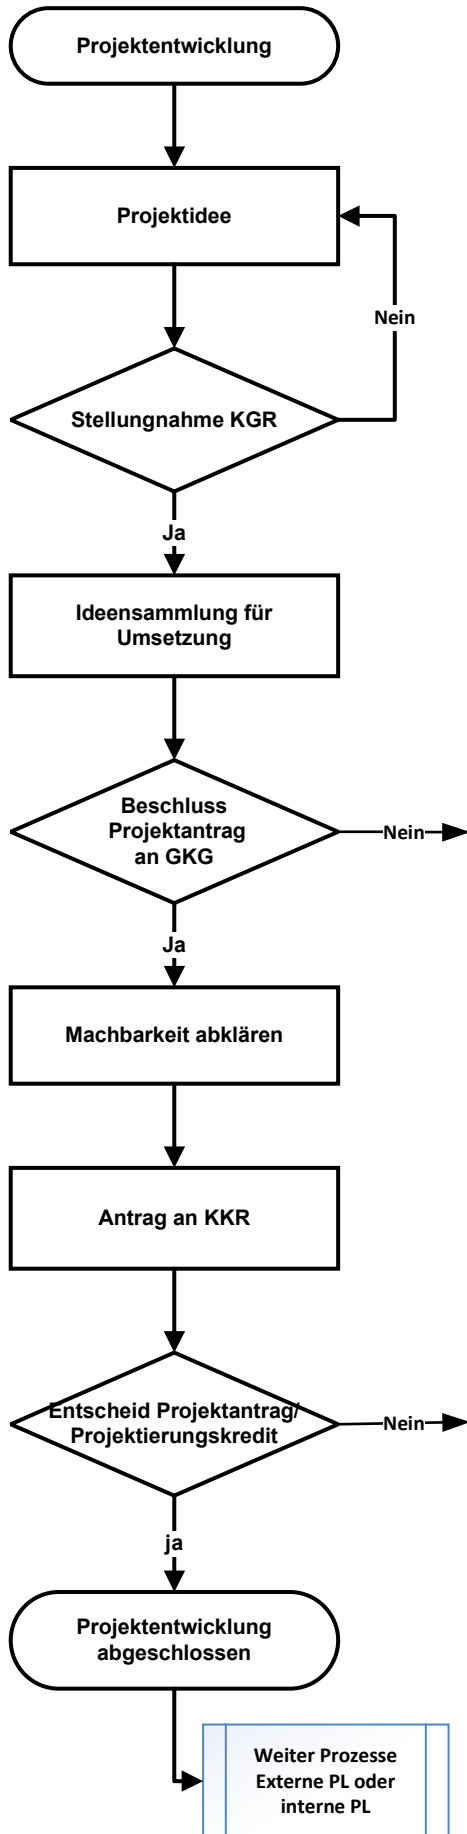 Projektentwicklung
Projektidee
Nein
Stellungnahme KGR
Ja
Ideensammlung für
Umsetzung
Beschluss
Projektantrag
an GKG
Nein
Ja
Machbarkeit abklären
Antrag an KKR
Entscheid Projektantrag/
Projektierungskredit
Nein
ja
Projektentwicklung
abgeschlossen
Weiter Prozesse
Externe PL oder
interne PL